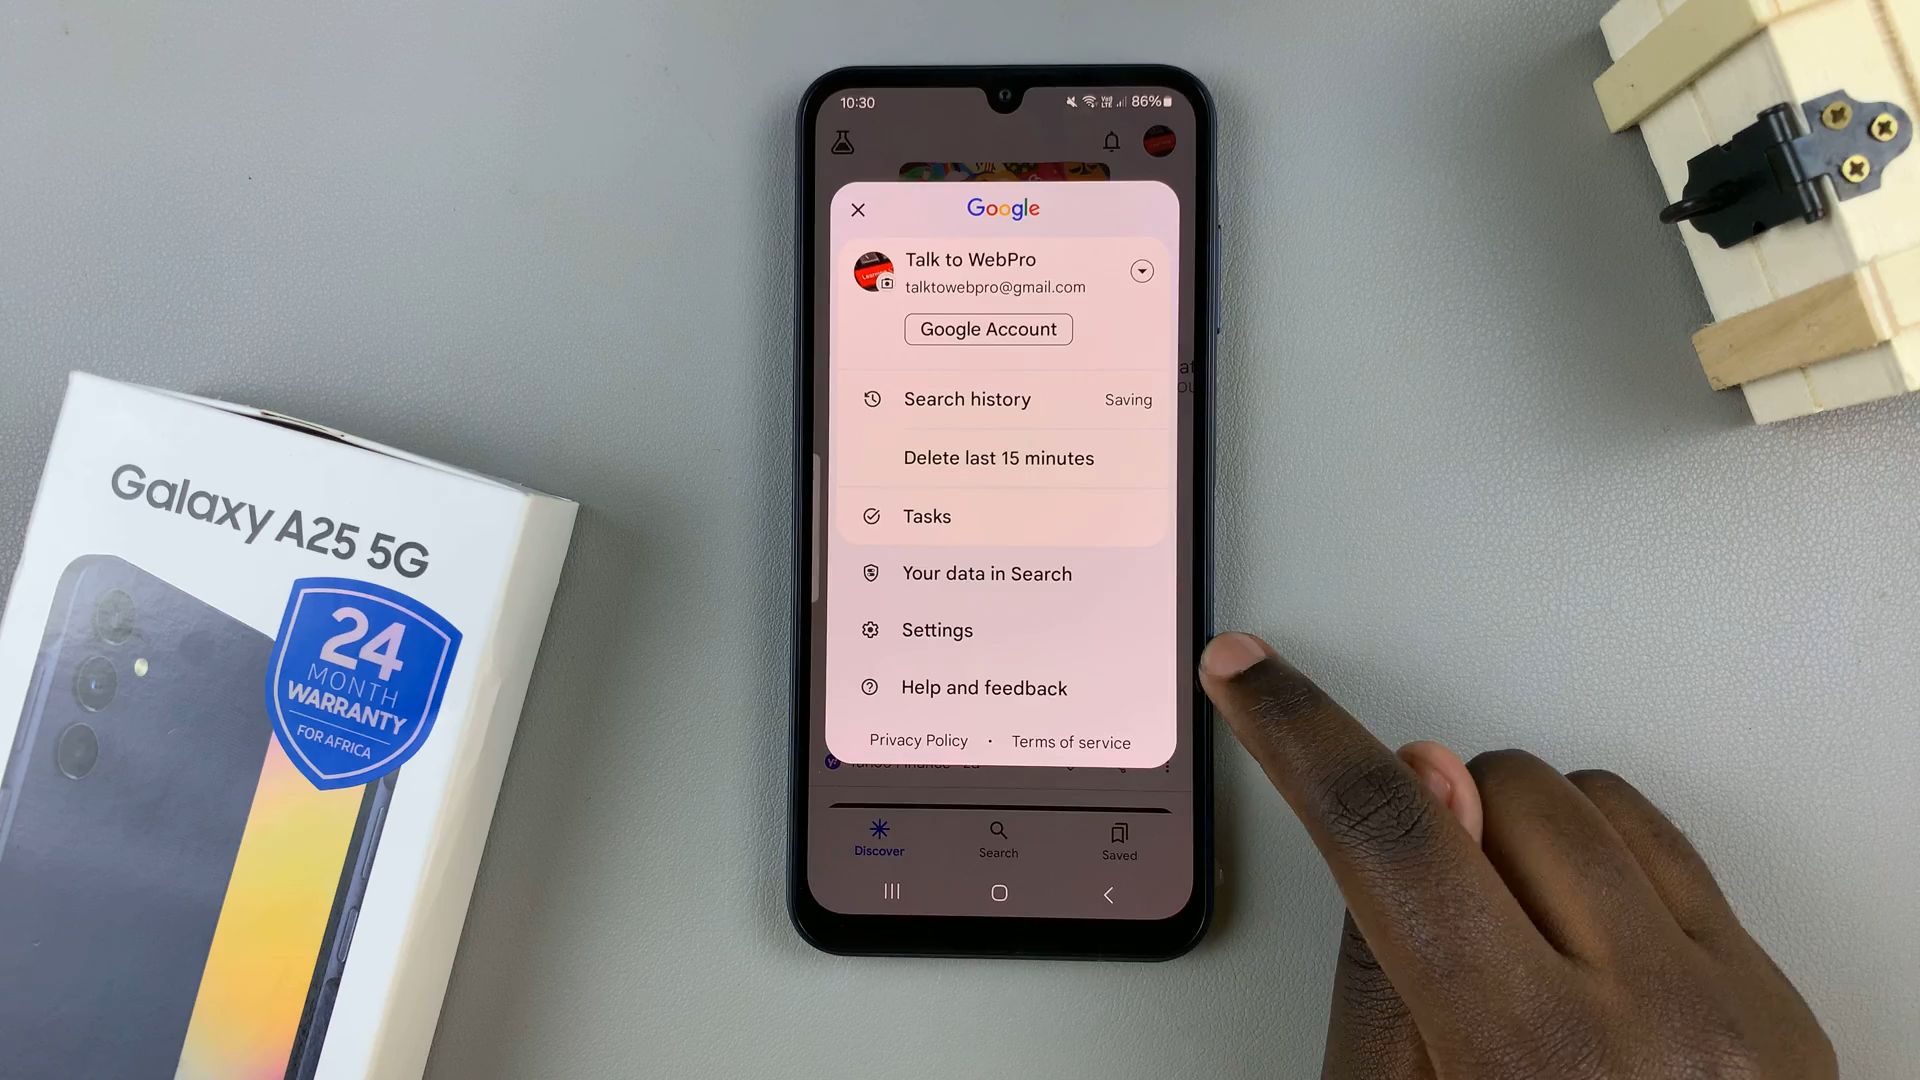 10:30
Vo)
LTE
86%
Google
Talk to WebPro
talktowebpro@gmail.com
Google Account
Search history
Saving
Delete last 15 minutes
Tasks
Your data in Search
Settings
Help and feedback
Privacy Policy · Terms of service
Discover
Search
Saved
Galaxy A25 5G
24
MONTH
WARRANTY
FOR AFRICA